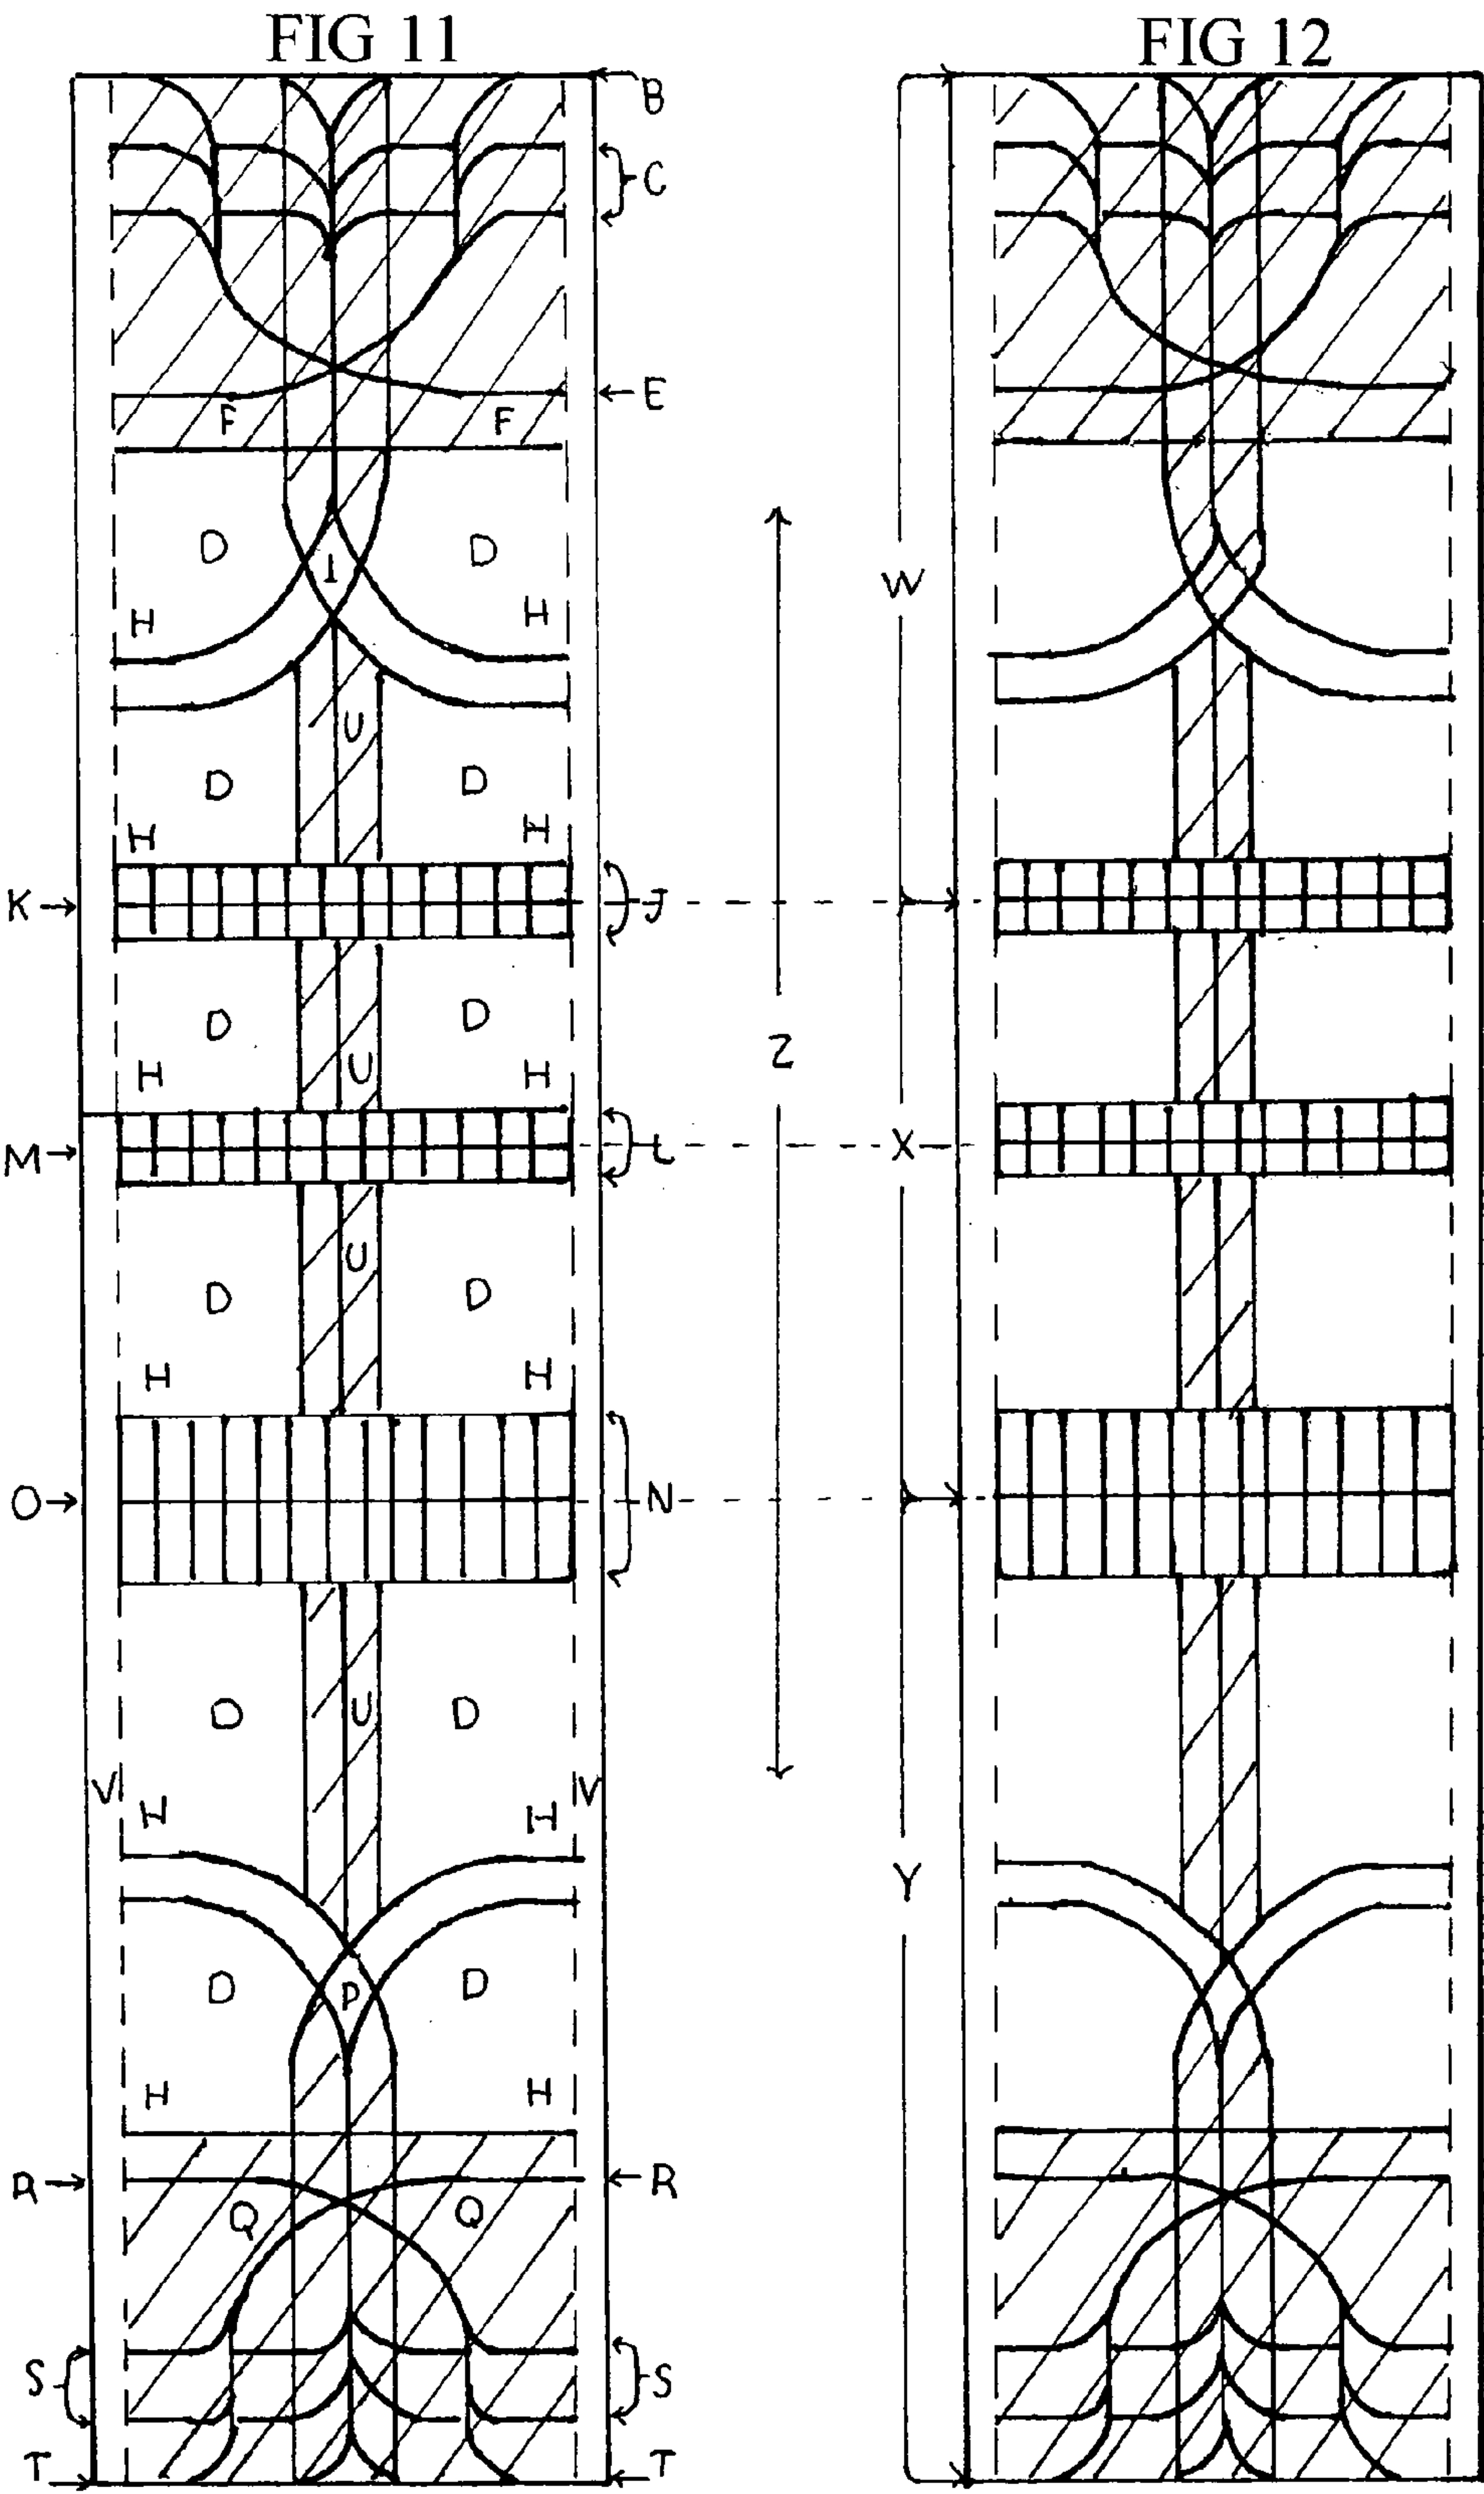 FIG 11 FIG 12
B
C
E
F F
D D
I
W
H H
U
D D
H H
K J
D D
Z
H U H
M L X
U
D D
H H
O N
D U D
V V
H H
Y
D P D
H H
R R
Q Q
S S
T T